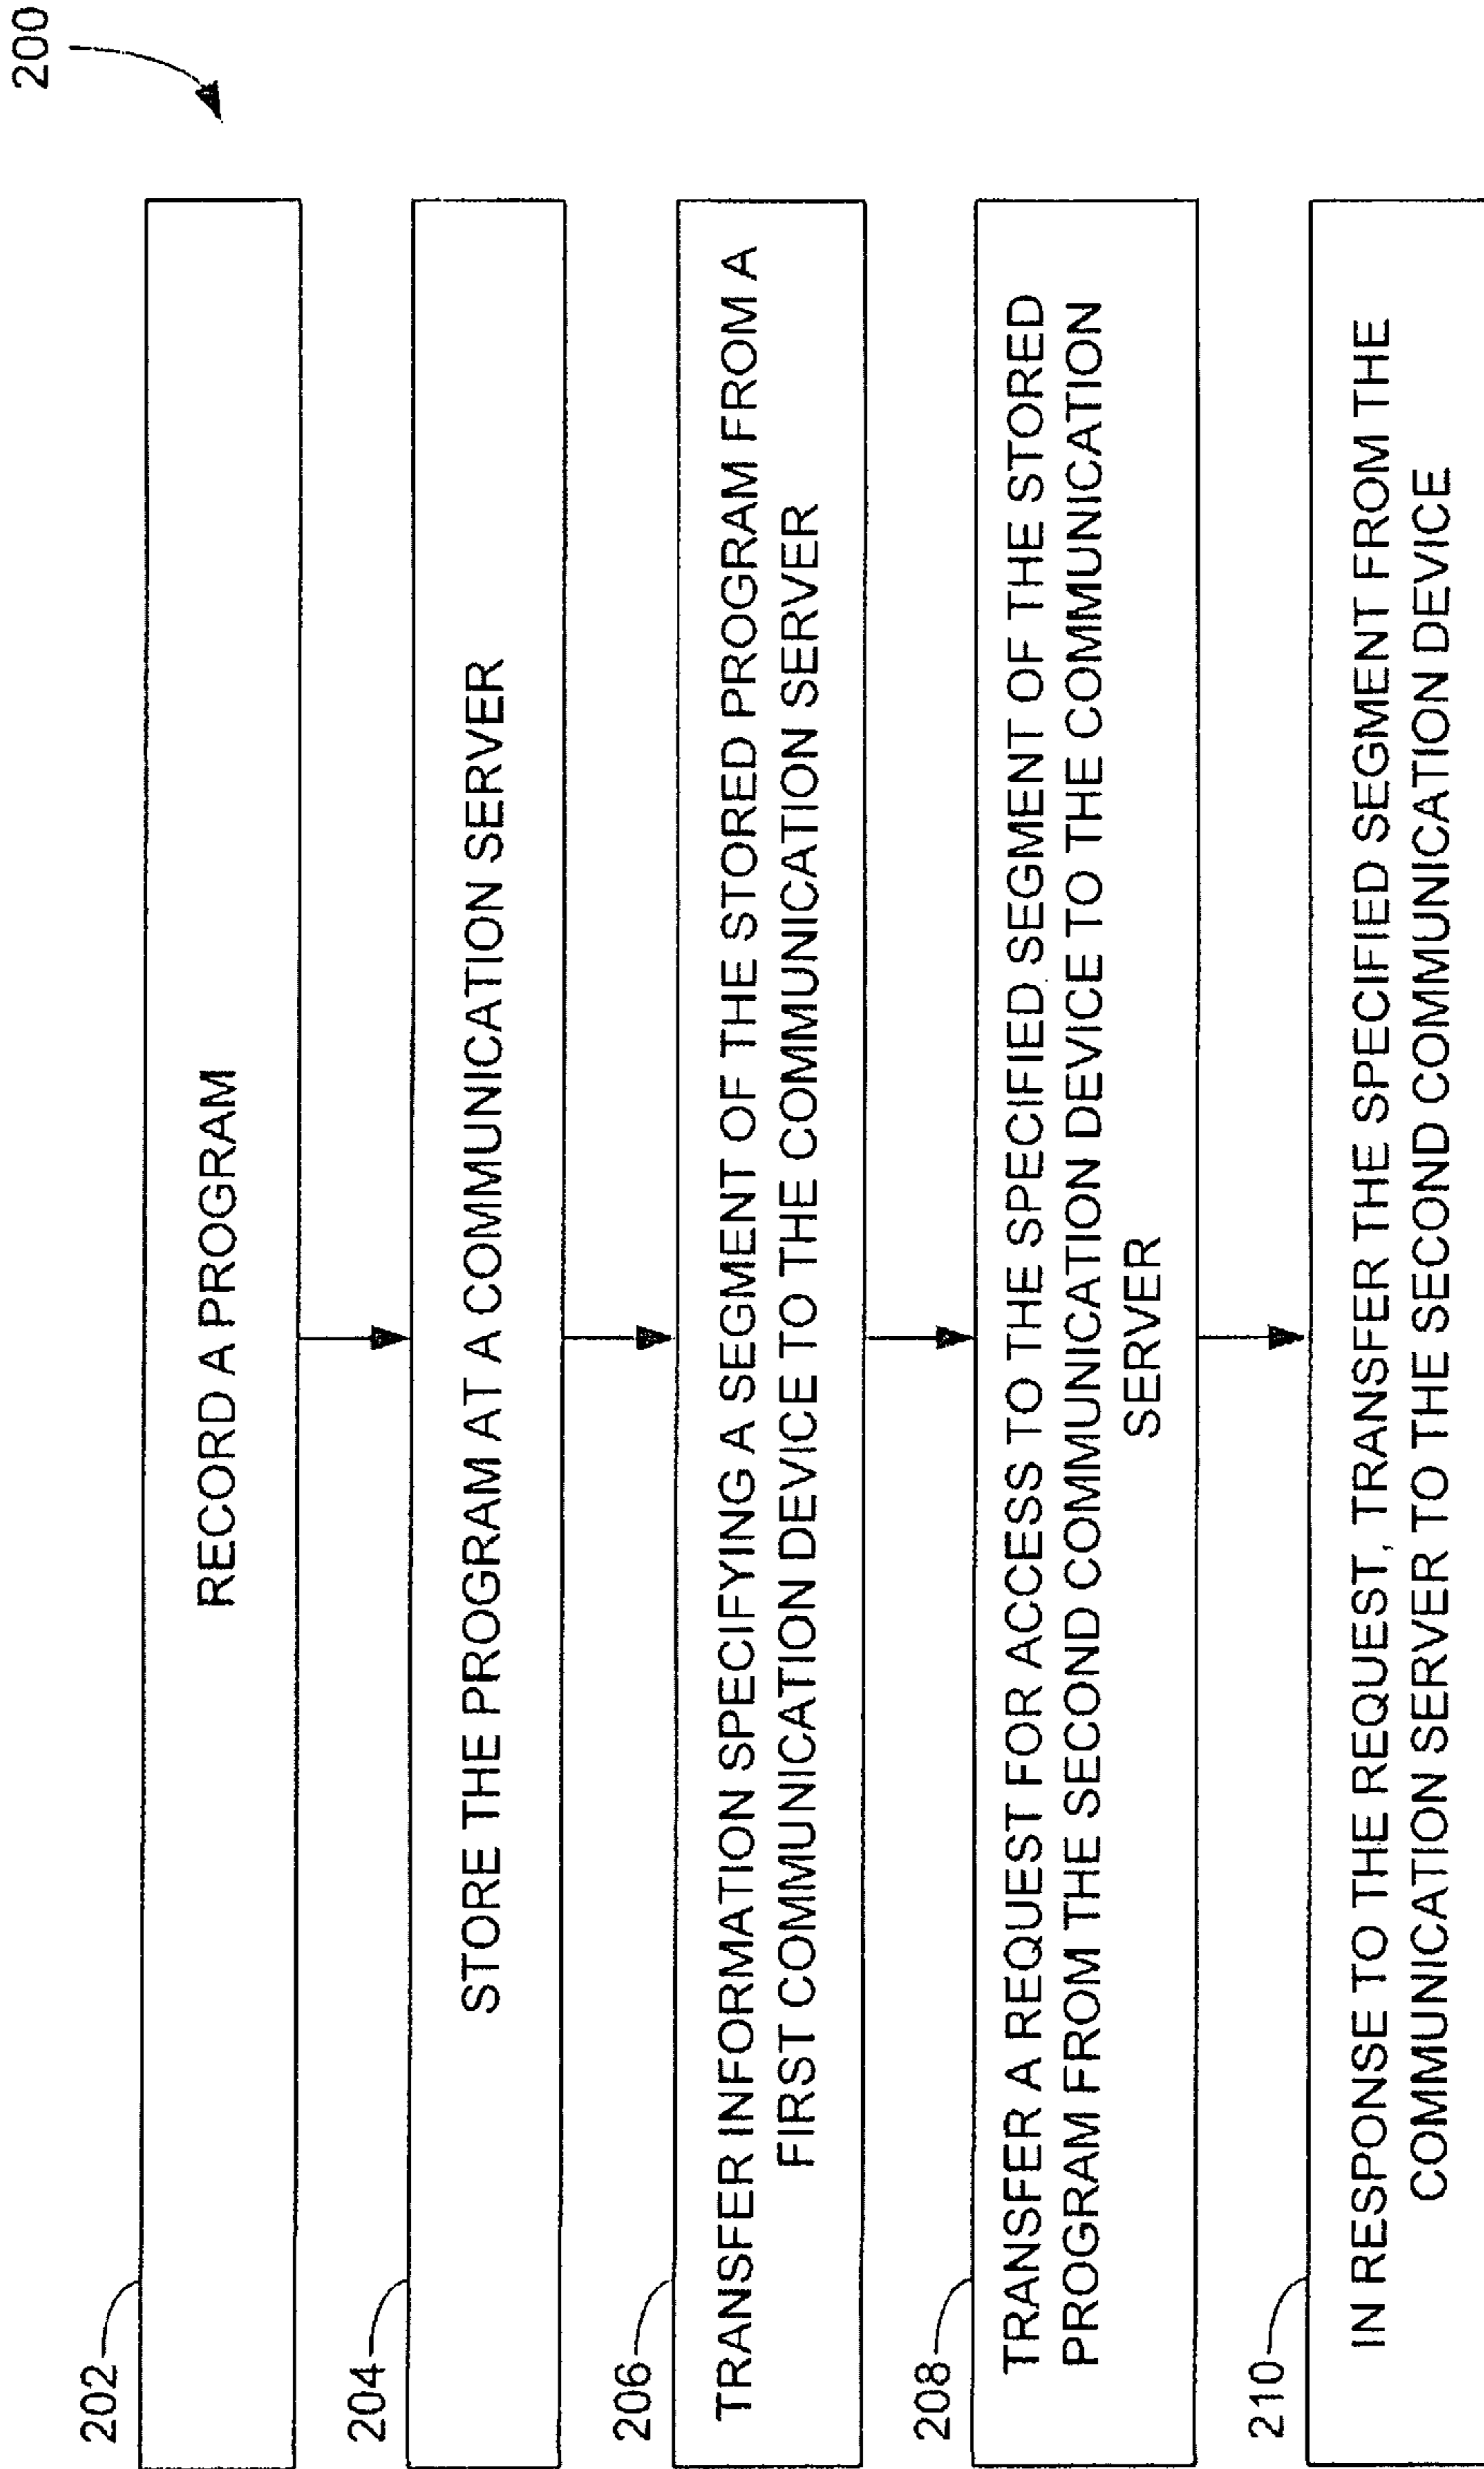 200
202
RECORD A PROGRAM
204
STORE THE PROGRAM AT A COMMUNICATION SERVER
206
TRANSFER INFORMATION SPECIFYING A SEGMENT OF THE STORED PROGRAM FROM A
FIRST COMMUNICATION DEVICE TO THE COMMUNICATION SERVER
208
TRANSFER A REQUEST FOR ACCESS TO THE SPECIFIED SEGMENT OF THE STORED
PROGRAM FROM THE SECOND COMMUNICATION DEVICE TO THE COMMUNICATION
SERVER
210
IN RESPONSE TO THE REQUEST, TRANSFER THE SPECIFIED SEGMENT FROM THE
COMMUNICATION SERVER TO THE SECOND COMMUNICATION DEVICE